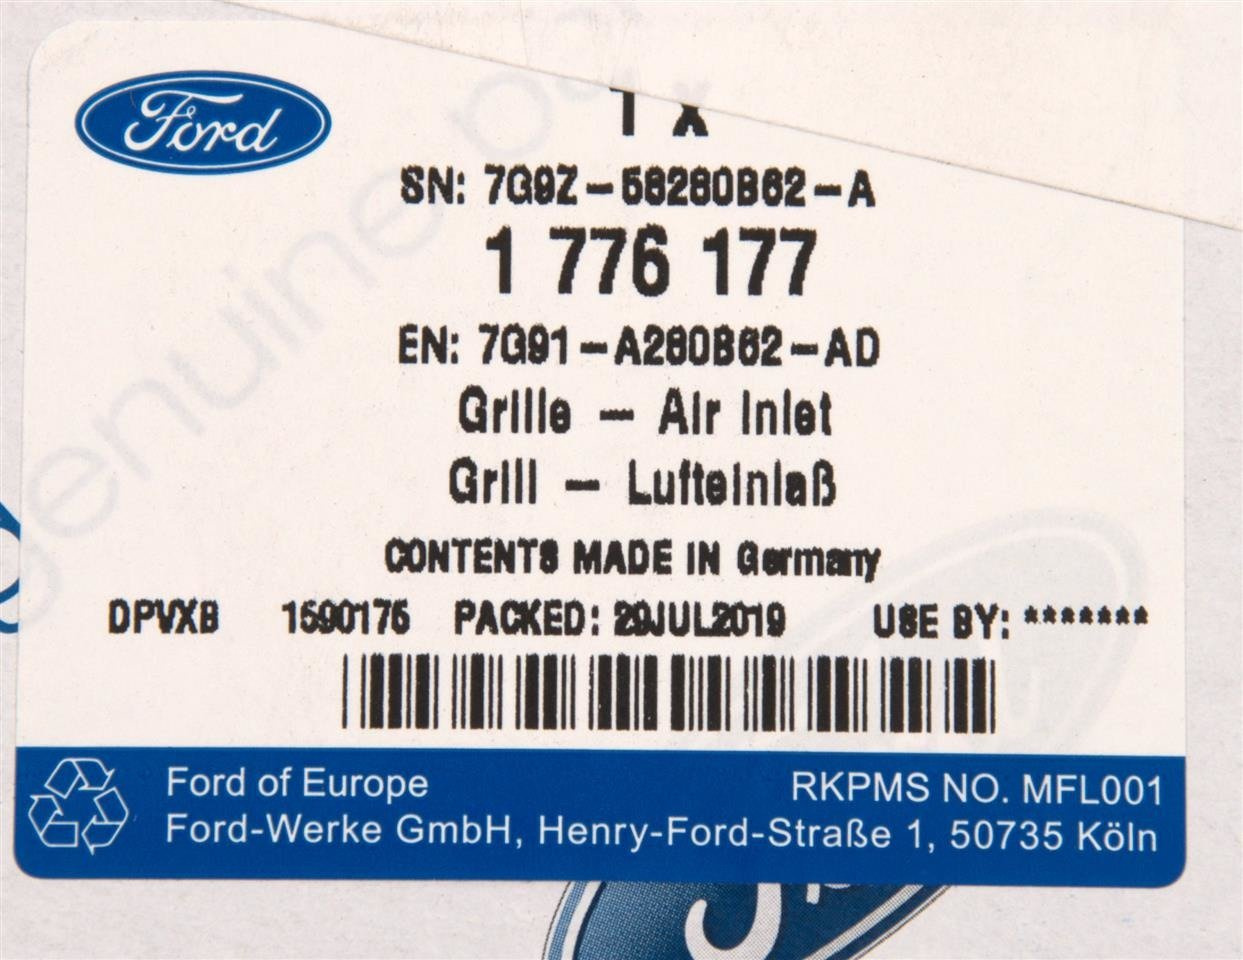 Ford
1 x
SN: 7G9Z-58280B62-A
1 776 177
EN: 7G91-A280B62-AD
Grille - Air Inlet
Grill - Lufteinlaß
CONTENTS MADE IN Germany
DPVXB 1590175 PACKED: 29JUL2019 USE BY: *******
genuine
Ford of Europe RKPMS NO. MFL001
Ford-Werke GmbH, Henry-Ford-Straße 1, 50735 Köln